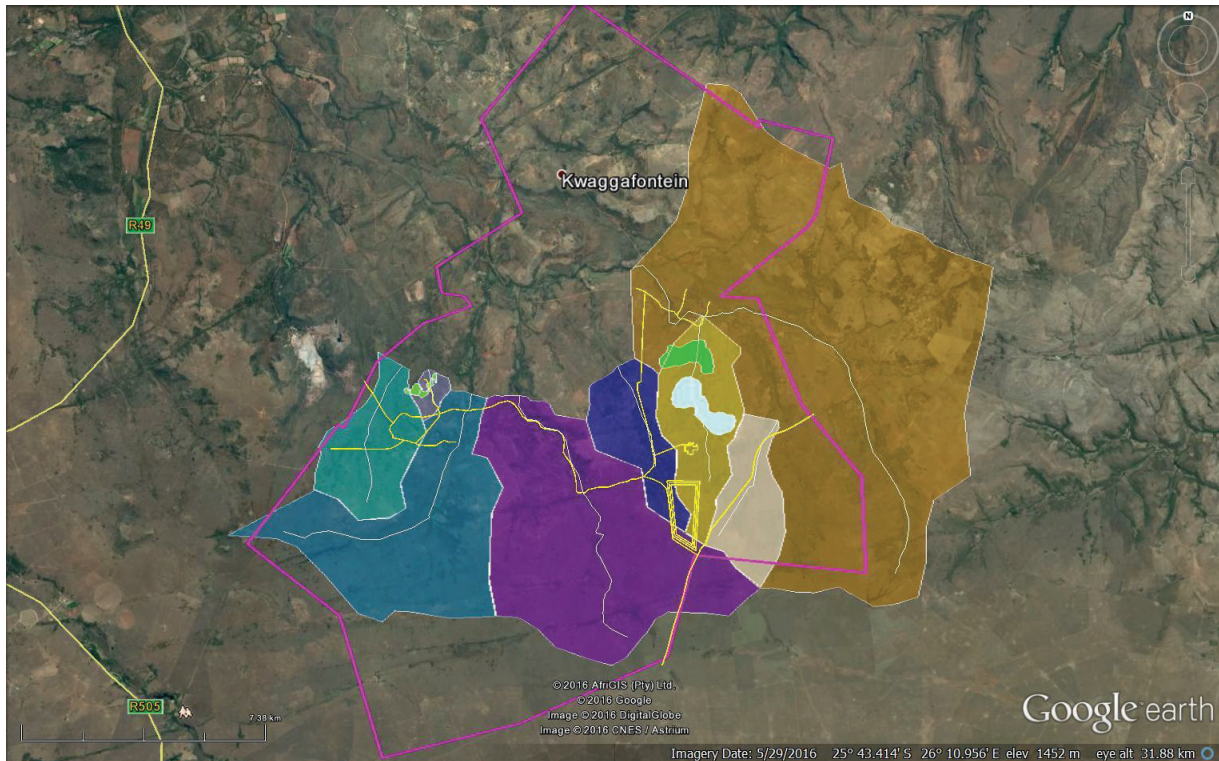 N
Kwaggafontein
R49
© 2016 AfriGIS (Pty) Ltd.
© 2016 Google
Image © 2016 DigitalGlobe
Image © 2016 CNES / Astrium
R505
7.38 km
Google earth
Imagery Date: 5/29/2016 25° 43.414' S 26° 10.956' E elev 1452 m eye alt 31.88 km